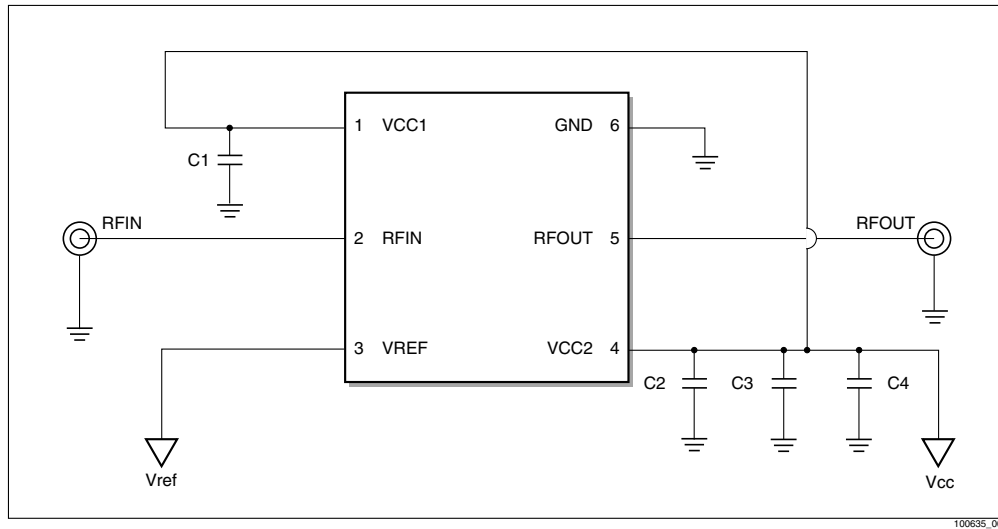 1 VCC1
GND 6
C1
RFIN
2 RFIN
RFOUT 5
RFOUT
3 VREF
VCC2 4
C2
C3
C4
Vref
Vcc